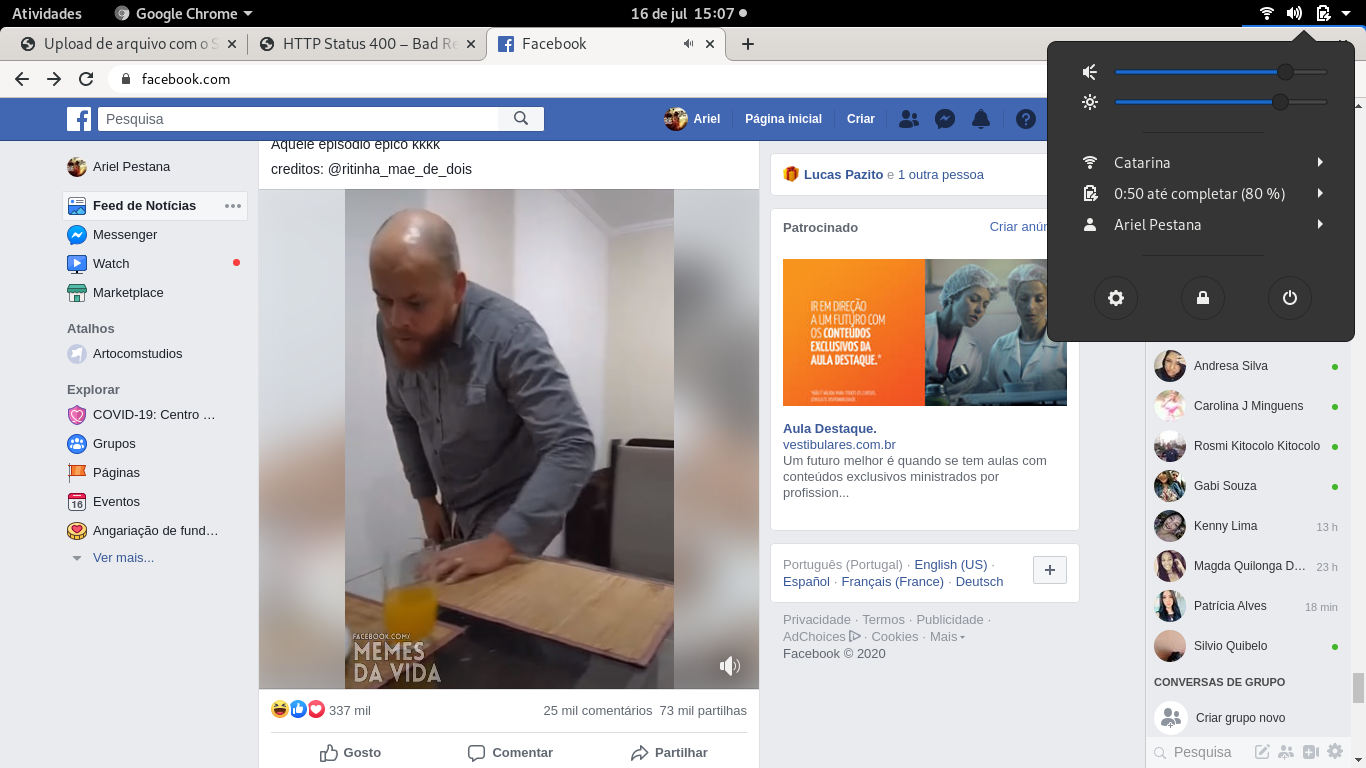 Atividades
Google Chrome
16 de jul 15:07
Upload de arquivo com o S
HTTP Status 400 – Bad Re
Facebook
facebook.com
Pesquisa
Ariel
Página inicial
Criar
Catarina
0:50 até completar (80 %)
Ariel Pestana
Ariel Pestana
Feed de Notícias
Messenger
Watch
Marketplace
Atalhos
Artocomstudios
Explorar
COVID-19: Centro …
Grupos
Páginas
16
Eventos
Angariação de fund…
Ver mais...
Aquele episódio épico kkkk
creditos: @ritinha_mae_de_dois
FACEBOOK.COM/
MEMES
DA VIDA
337 mil
25 mil comentários 73 mil partilhas
Gosto
Comentar
Partilhar
Lucas Pazito e 1 outra pessoa
Patrocinado
Criar anún
IR EM DIREÇÃO
A UM FUTURO COM
OS CONTEÚDOS
EXCLUSIVOS DA
AULA DESTAQUE.*
Aula Destaque.
vestibulares.com.br
Um futuro melhor é quando se tem aulas com
conteúdos exclusivos ministrados por
profission...
Português (Portugal) · English (US) ·
Español · Français (France) · Deutsch
Privacidade · Termos · Publicidade ·
AdChoices · Cookies · Mais
Facebook © 2020
Andresa Silva
Carolina J Minguens
Rosmi Kitocolo Kitocolo
Gabi Souza
Kenny Lima 13 h
Magda Quilonga D... 23 h
Patrícia Alves 18 min
Silvio Quibelo
CONVERSAS DE GRUPO
Criar grupo novo
Pesquisa